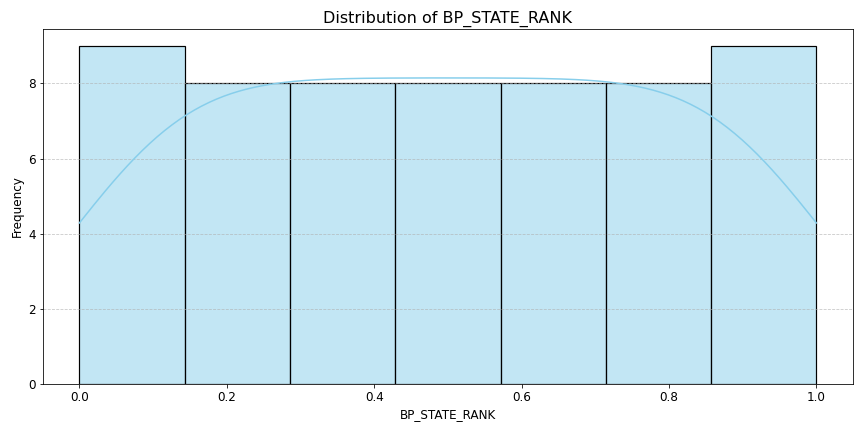 Distribution of BP_STATE_RANK
Frequency
8
6
4
2
0
0.0 0.2 0.4 0.6 0.8 1.0
BP_STATE_RANK